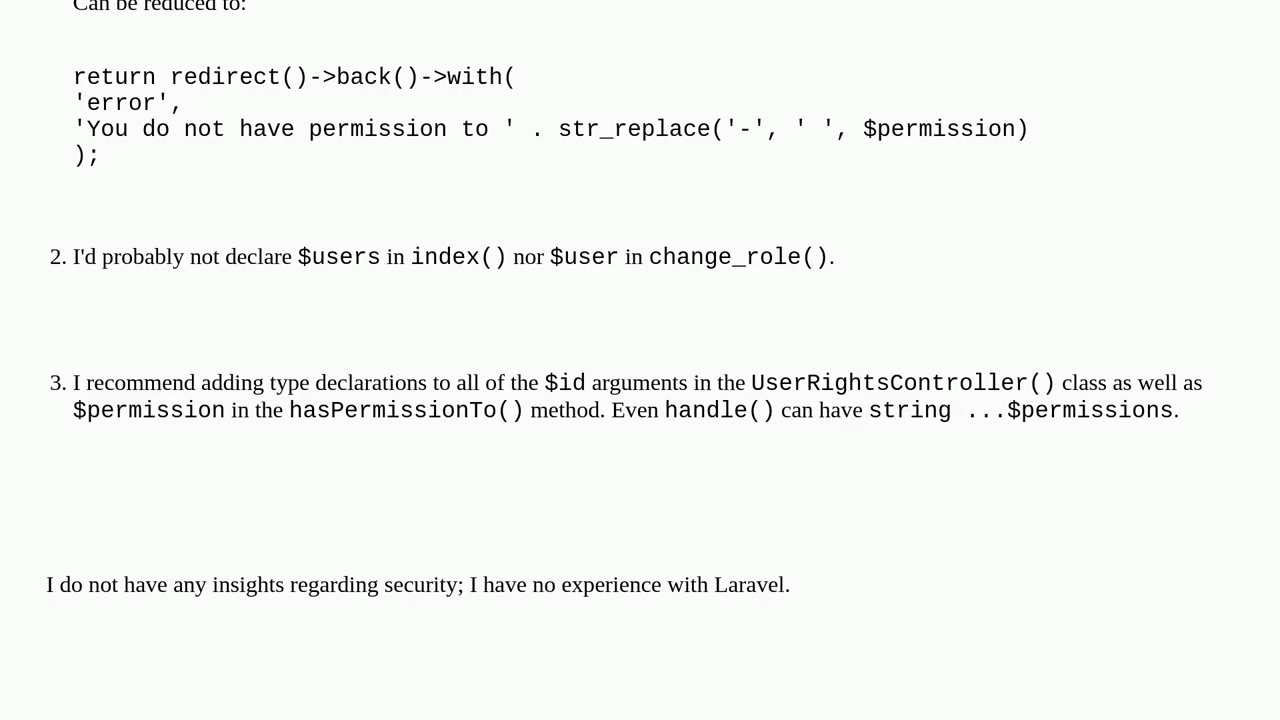 Can be reduced to:
return redirect()->back()->with(
'error',
'You do not have permission to ' . str_replace('-', ' ', $permission)
);
2. I'd probably not declare $users in index() nor $user in change_role().
3. I recommend adding type declarations to all of the $id arguments in the UserRightsController() class as well as
$permission in the hasPermissionTo() method. Even handle() can have string ...$permissions.
I do not have any insights regarding security; I have no experience with Laravel.